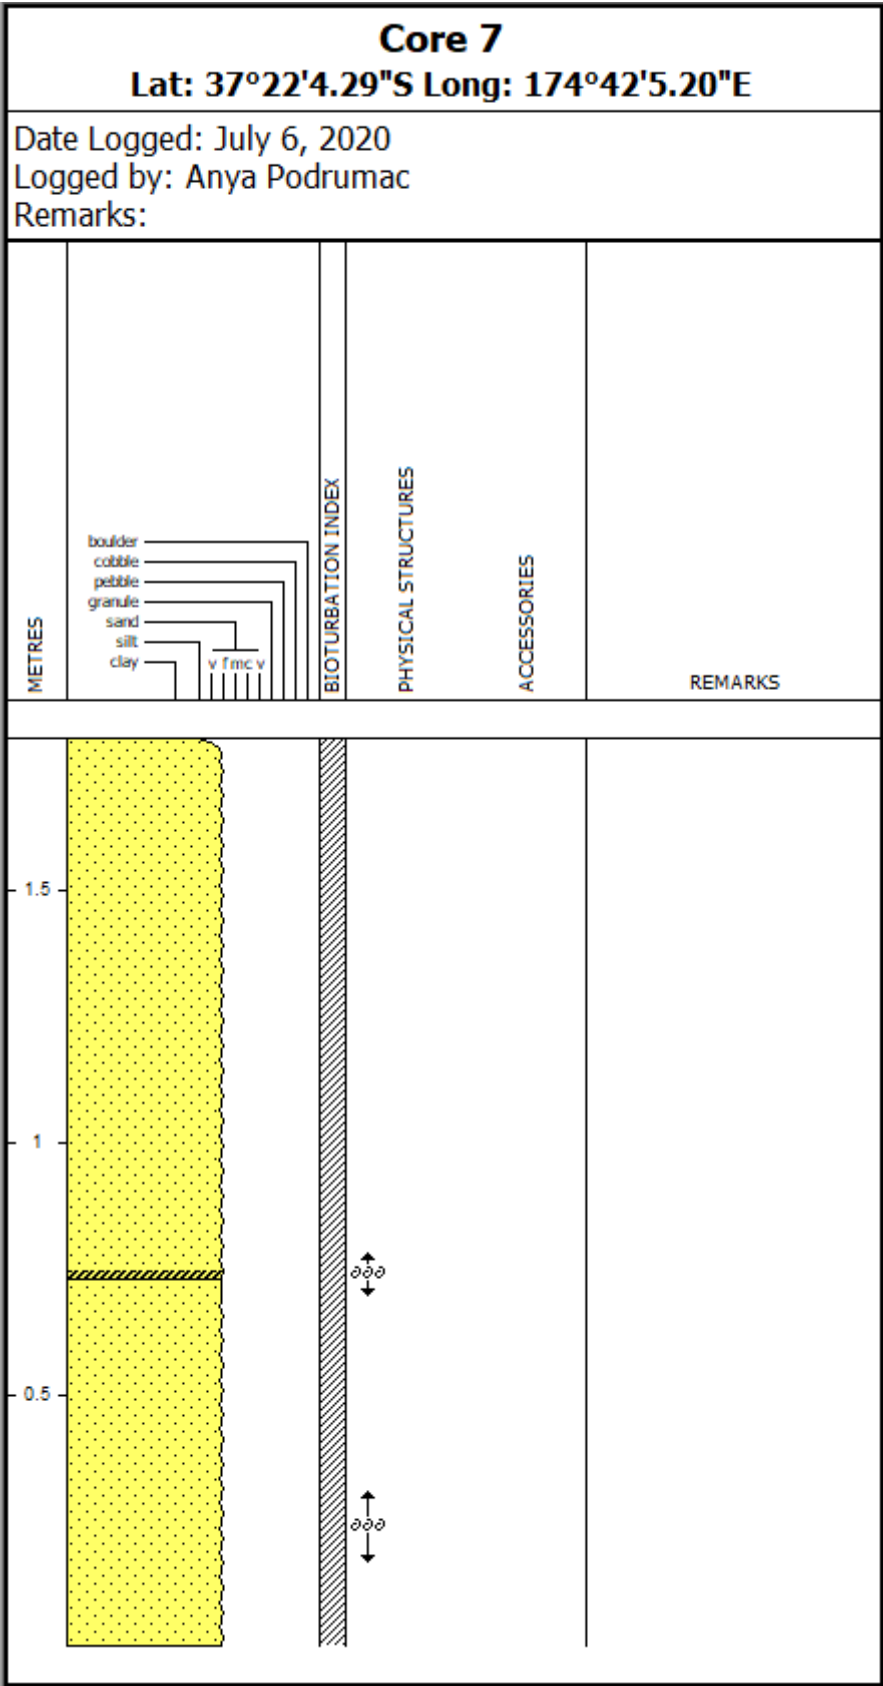 Core 7
Lat: 37°22'4.29"S Long: 174°42'5.20"E
Date Logged: July 6, 2020
Logged by: Anya Podrumac
Remarks:
METRES
boulder
cobble
pebble
granule
sand
silt
v f m c v
clay
BIOTURBATION INDEX
PHYSICAL STRUCTURES
ACCESSORIES
REMARKS
1.5
1
0.5